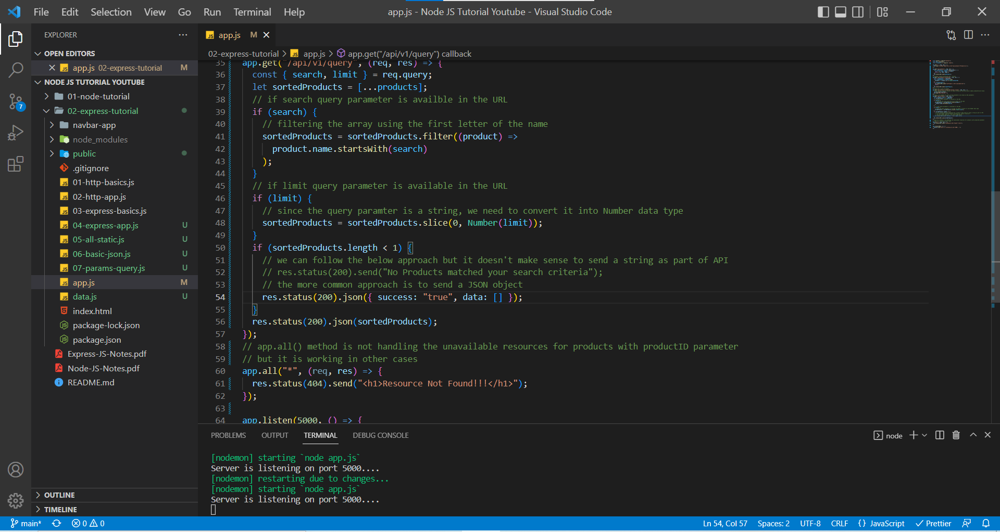 File Edit Selection View Go Run Terminal Help
app.js - Node JS Tutorial Youtube - Visual Studio Code
EXPLORER
OPEN EDITORS
app.js 02-express-tutorial M
NODE JS TUTORIAL YOUTUBE
01-node-tutorial
02-express-tutorial
navbar-app
node_modules
public
.gitignore
01-http-basics.js
02-http-app.js
03-express-basics.js
04-express-app.js U
05-all-static.js U
06-basic-json.js U
07-params-query.js U
app.js M
data.js U
index.html
package-lock.json
package.json
Express-JS-Notes.pdf
Node-JS-Notes.pdf
README.md
OUTLINE
TIMELINE
7
app.js M
02-express-tutorial > app.js > app.get("/api/v1/query") callback
35 app.get("/api/v1/query", (req, res) => {
36 const { search, limit } = req.query;
37 let sortedProducts = [...products];
38 // if search query parameter is availble in the URL
39 if (search) {
40 // filtering the array using the first letter of the name
41 sortedProducts = sortedProducts.filter((product) =>
42 product.name.startsWith(search)
43 );
44 }
45 // if limit query parameter is available in the URL
46 if (limit) {
47 // since the query paramter is a string, we need to convert it into Number data type
48 sortedProducts = sortedProducts.slice(0, Number(limit));
49 }
50 if (sortedProducts.length < 1) {
51 // we can follow the below approach but it doesn't make sense to send a string as part of API
52 // res.status(200).send("No Products matched your search criteria");
53 // the more common approach is to send a JSON object
54 res.status(200).json({ success: "true", data: [] });
55 }
56 res.status(200).json(sortedProducts);
57 });
58 // app.all() method is not handling the unavailable resources for products with productID parameter
59 // but it is working in other cases
60 app.all("*", (req, res) => {
61 res.status(404).send("<h1>Resource Not Found!!!</h1>");
62 });
63
64 app.listen(5000, () => {
PROBLEMS OUTPUT TERMINAL DEBUG CONSOLE
node
[nodemon] starting `node app.js`
Server is listening on port 5000....
[nodemon] restarting due to changes...
[nodemon] starting `node app.js`
Server is listening on port 5000....
main* 0 0
Ln 54, Col 57 Spaces: 2 UTF-8 CRLF {} JavaScript Prettier